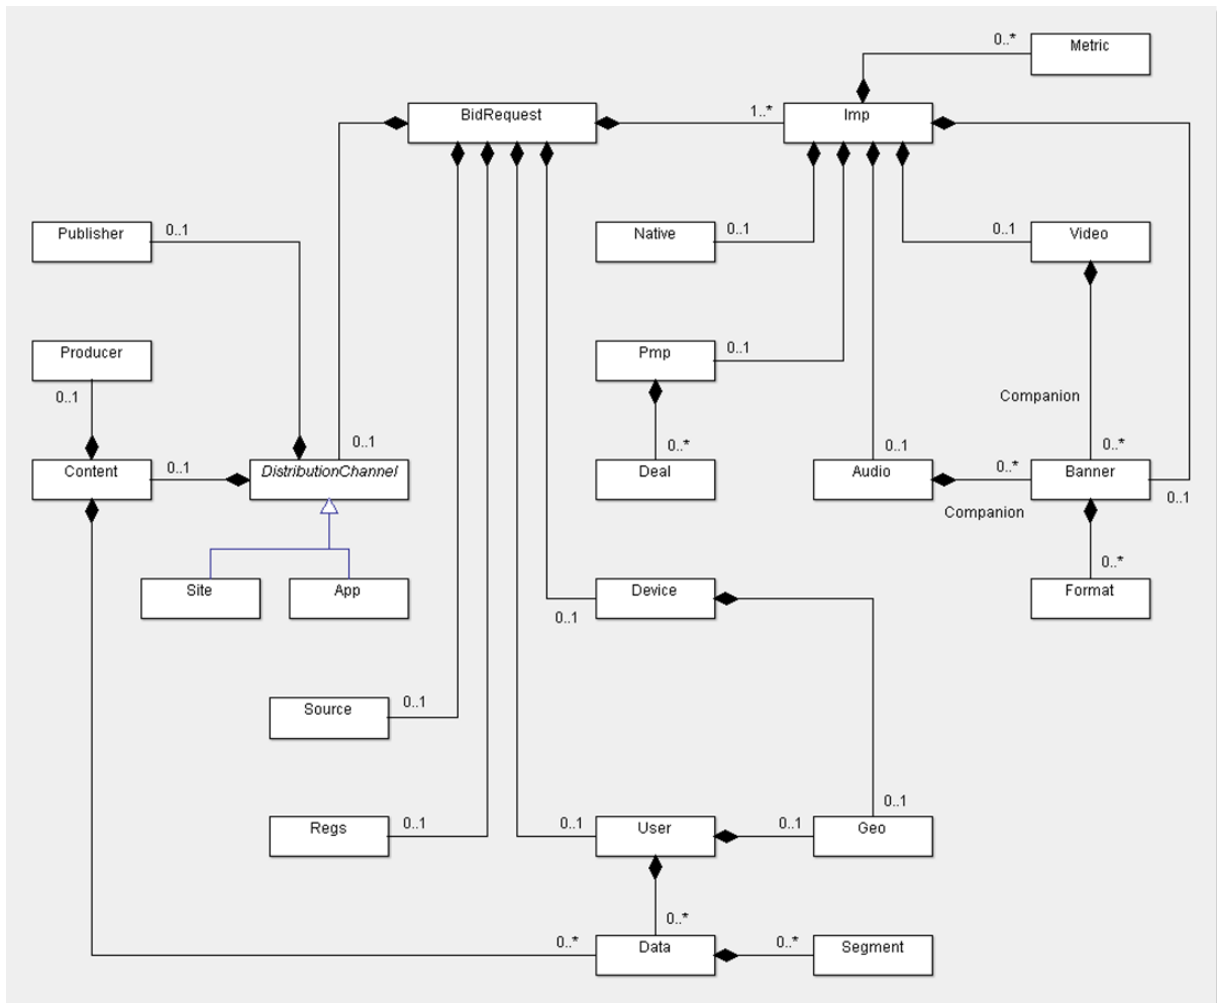 0..*
Metric
BidRequest
1..*
Imp
Publisher
0..1
Native
0..1
0..1
Video
Producer
Pmp
0..1
0..1
Companion
0..1
0..*
0..1
0..*
Content
0..1
DistributionChannel
Deal
Audio
0..*
Banner
0..1
Companion
0..*
Site
App
Device
Format
0..1
Source
0..1
0..1
Regs
0..1
0..1
User
0..1
Geo
0..*
0..*
Data
0..*
Segment